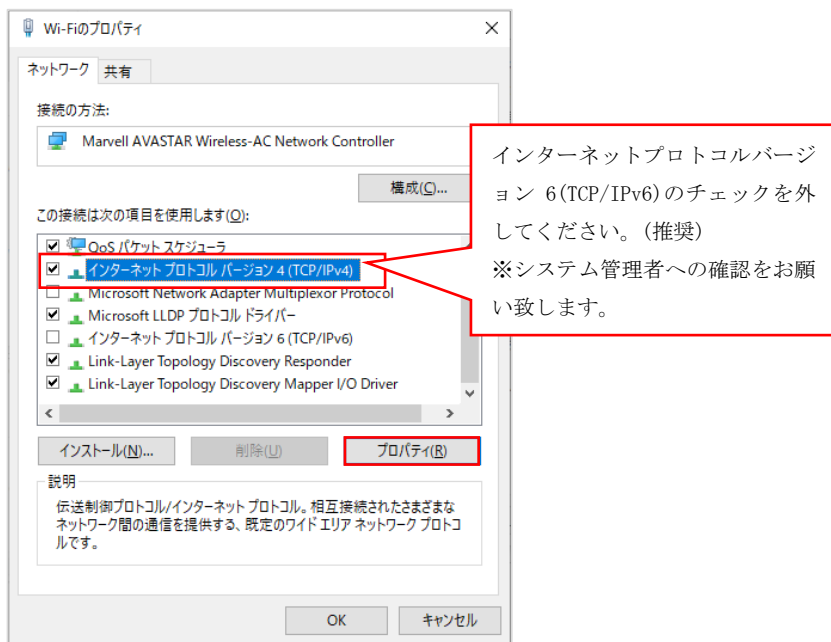 Wi-Fiのプロパティ
ネットワーク
共有
接続の方法:
Marvell AVASTAR Wireless-AC Network Controller
構成(C)...
この接続は次の項目を使用します(O):
QoS パケット スケジューラ
インターネット プロトコル バージョン 4 (TCP/IPv4)
Microsoft Network Adapter Multiplexor Protocol
Microsoft LLDP プロトコル ドライバー
インターネット プロトコル バージョン 6 (TCP/IPv6)
Link-Layer Topology Discovery Responder
Link-Layer Topology Discovery Mapper I/O Driver
インストール(N)...
削除(U)
プロパティ(R)
説明
伝送制御プロトコル/インターネット プロトコル。相互接続されたさまざまな
ネットワーク間の通信を提供する、既定のワイド エリア ネットワーク プロトコ
ルです。
OK
キャンセル
インターネットプロトコルバージ
ョン 6(TCP/IPv6)のチェックを外
してください。(推奨)
※システム管理者への確認をお願
い致します。